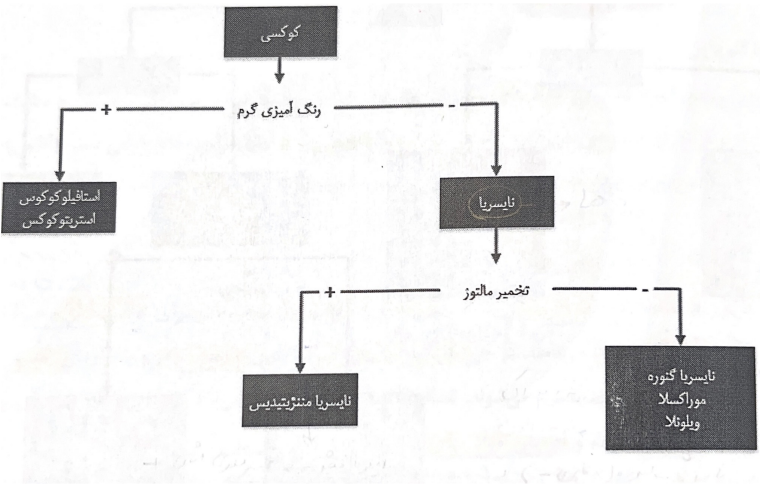 کوکسی
رنگ آمیزی گرم
+
-
استافیلوکوکوس
استرپتوکوکس
نایسریا
تخمیر مالتوز
+
-
نایسریا مننژیتیدیس
نایسریا گنوره
موراکسلا
ویلونلا